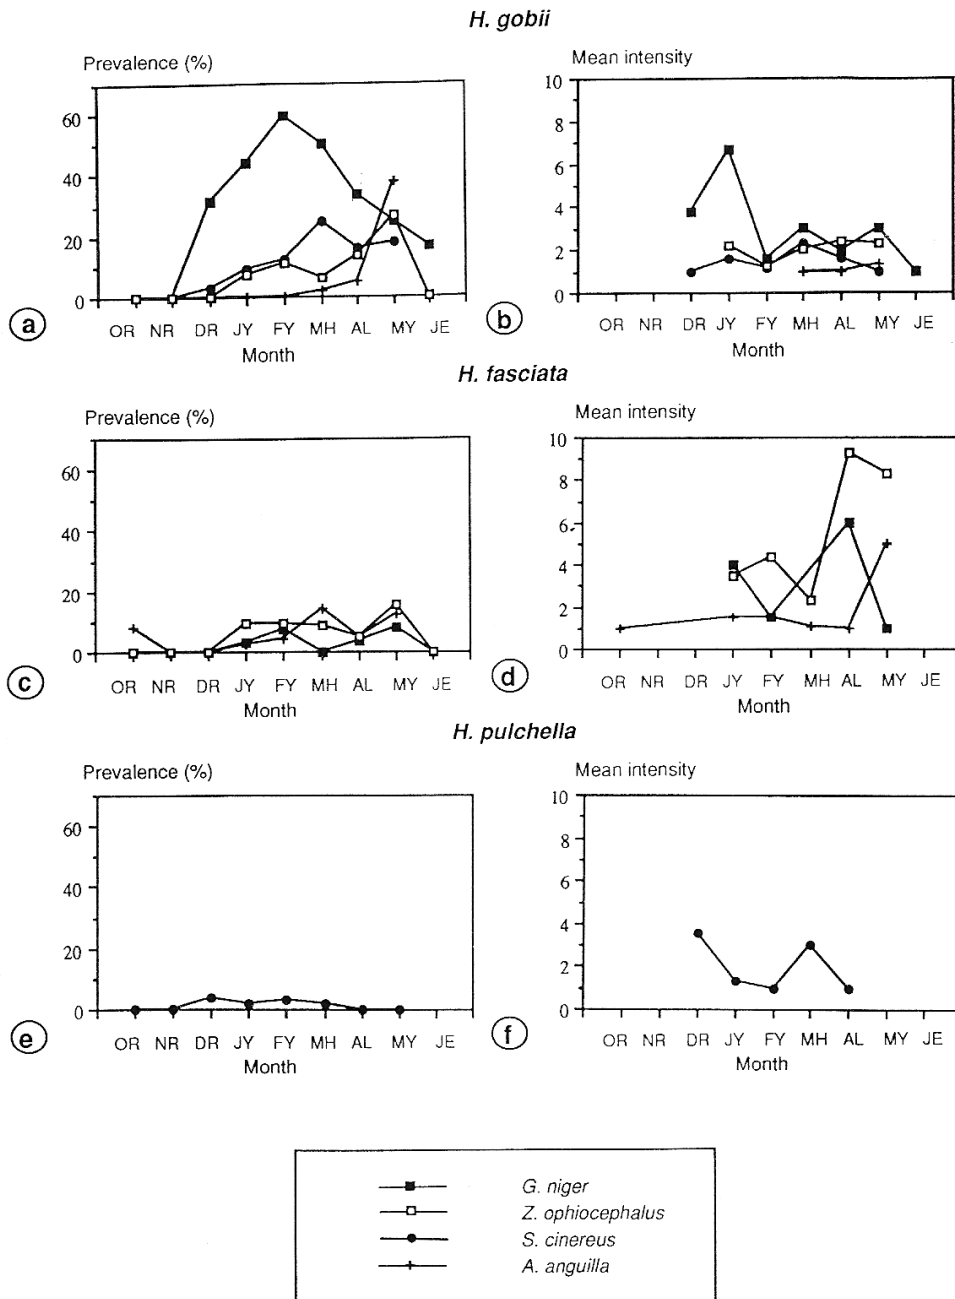 H. gobii
Prevalence (%)
60
40
20
0
OR NR DR JY FY MH AL MY JE
Month
a
Mean intensity
10
8
6
4
2
0
OR NR DR JY FY MH AL MY JE
Month
b
H. fasciata
Prevalence (%)
60
40
20
0
OR NR DR JY FY MH AL MY JE
Month
c
Mean intensity
10
8
6
4
2
0
OR NR DR JY FY MH AL MY JE
Month
d
H. pulchella
Prevalence (%)
60
40
20
0
OR NR DR JY FY MH AL MY JE
Month
e
Mean intensity
10
8
6
4
2
0
OR NR DR JY FY MH AL MY JE
Month
f
G. niger
Z. ophiocephalus
S. cinereus
A. anguilla